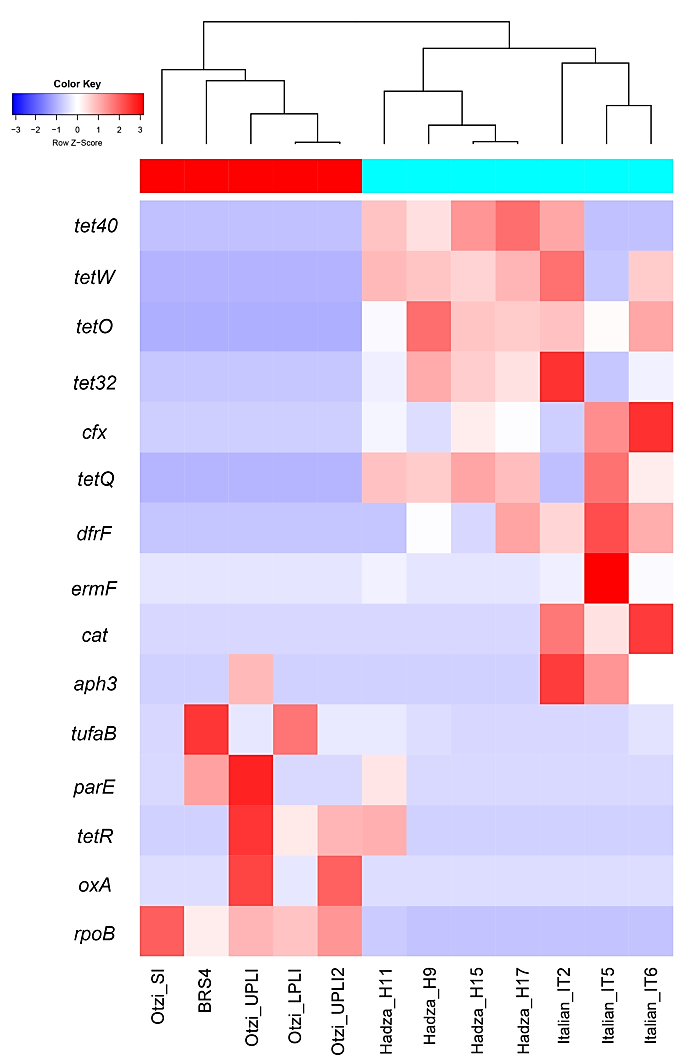 Color Key
−3 −2 −1 0 1 2 3
Row Z-Score
tet40
tetW
tetO
tet32
cfx
tetQ
dfrF
ermF
cat
aph3
tufaB
parE
tetR
oxA
rpoB
Otzi_SI
BRS4
Otzi_UPLI
Otzi_LPLI
Otzi_UPLI2
Hadza_H11
Hadza_H9
Hadza_H15
Hadza_H17
Italian_IT2
Italian_IT5
Italian_IT6